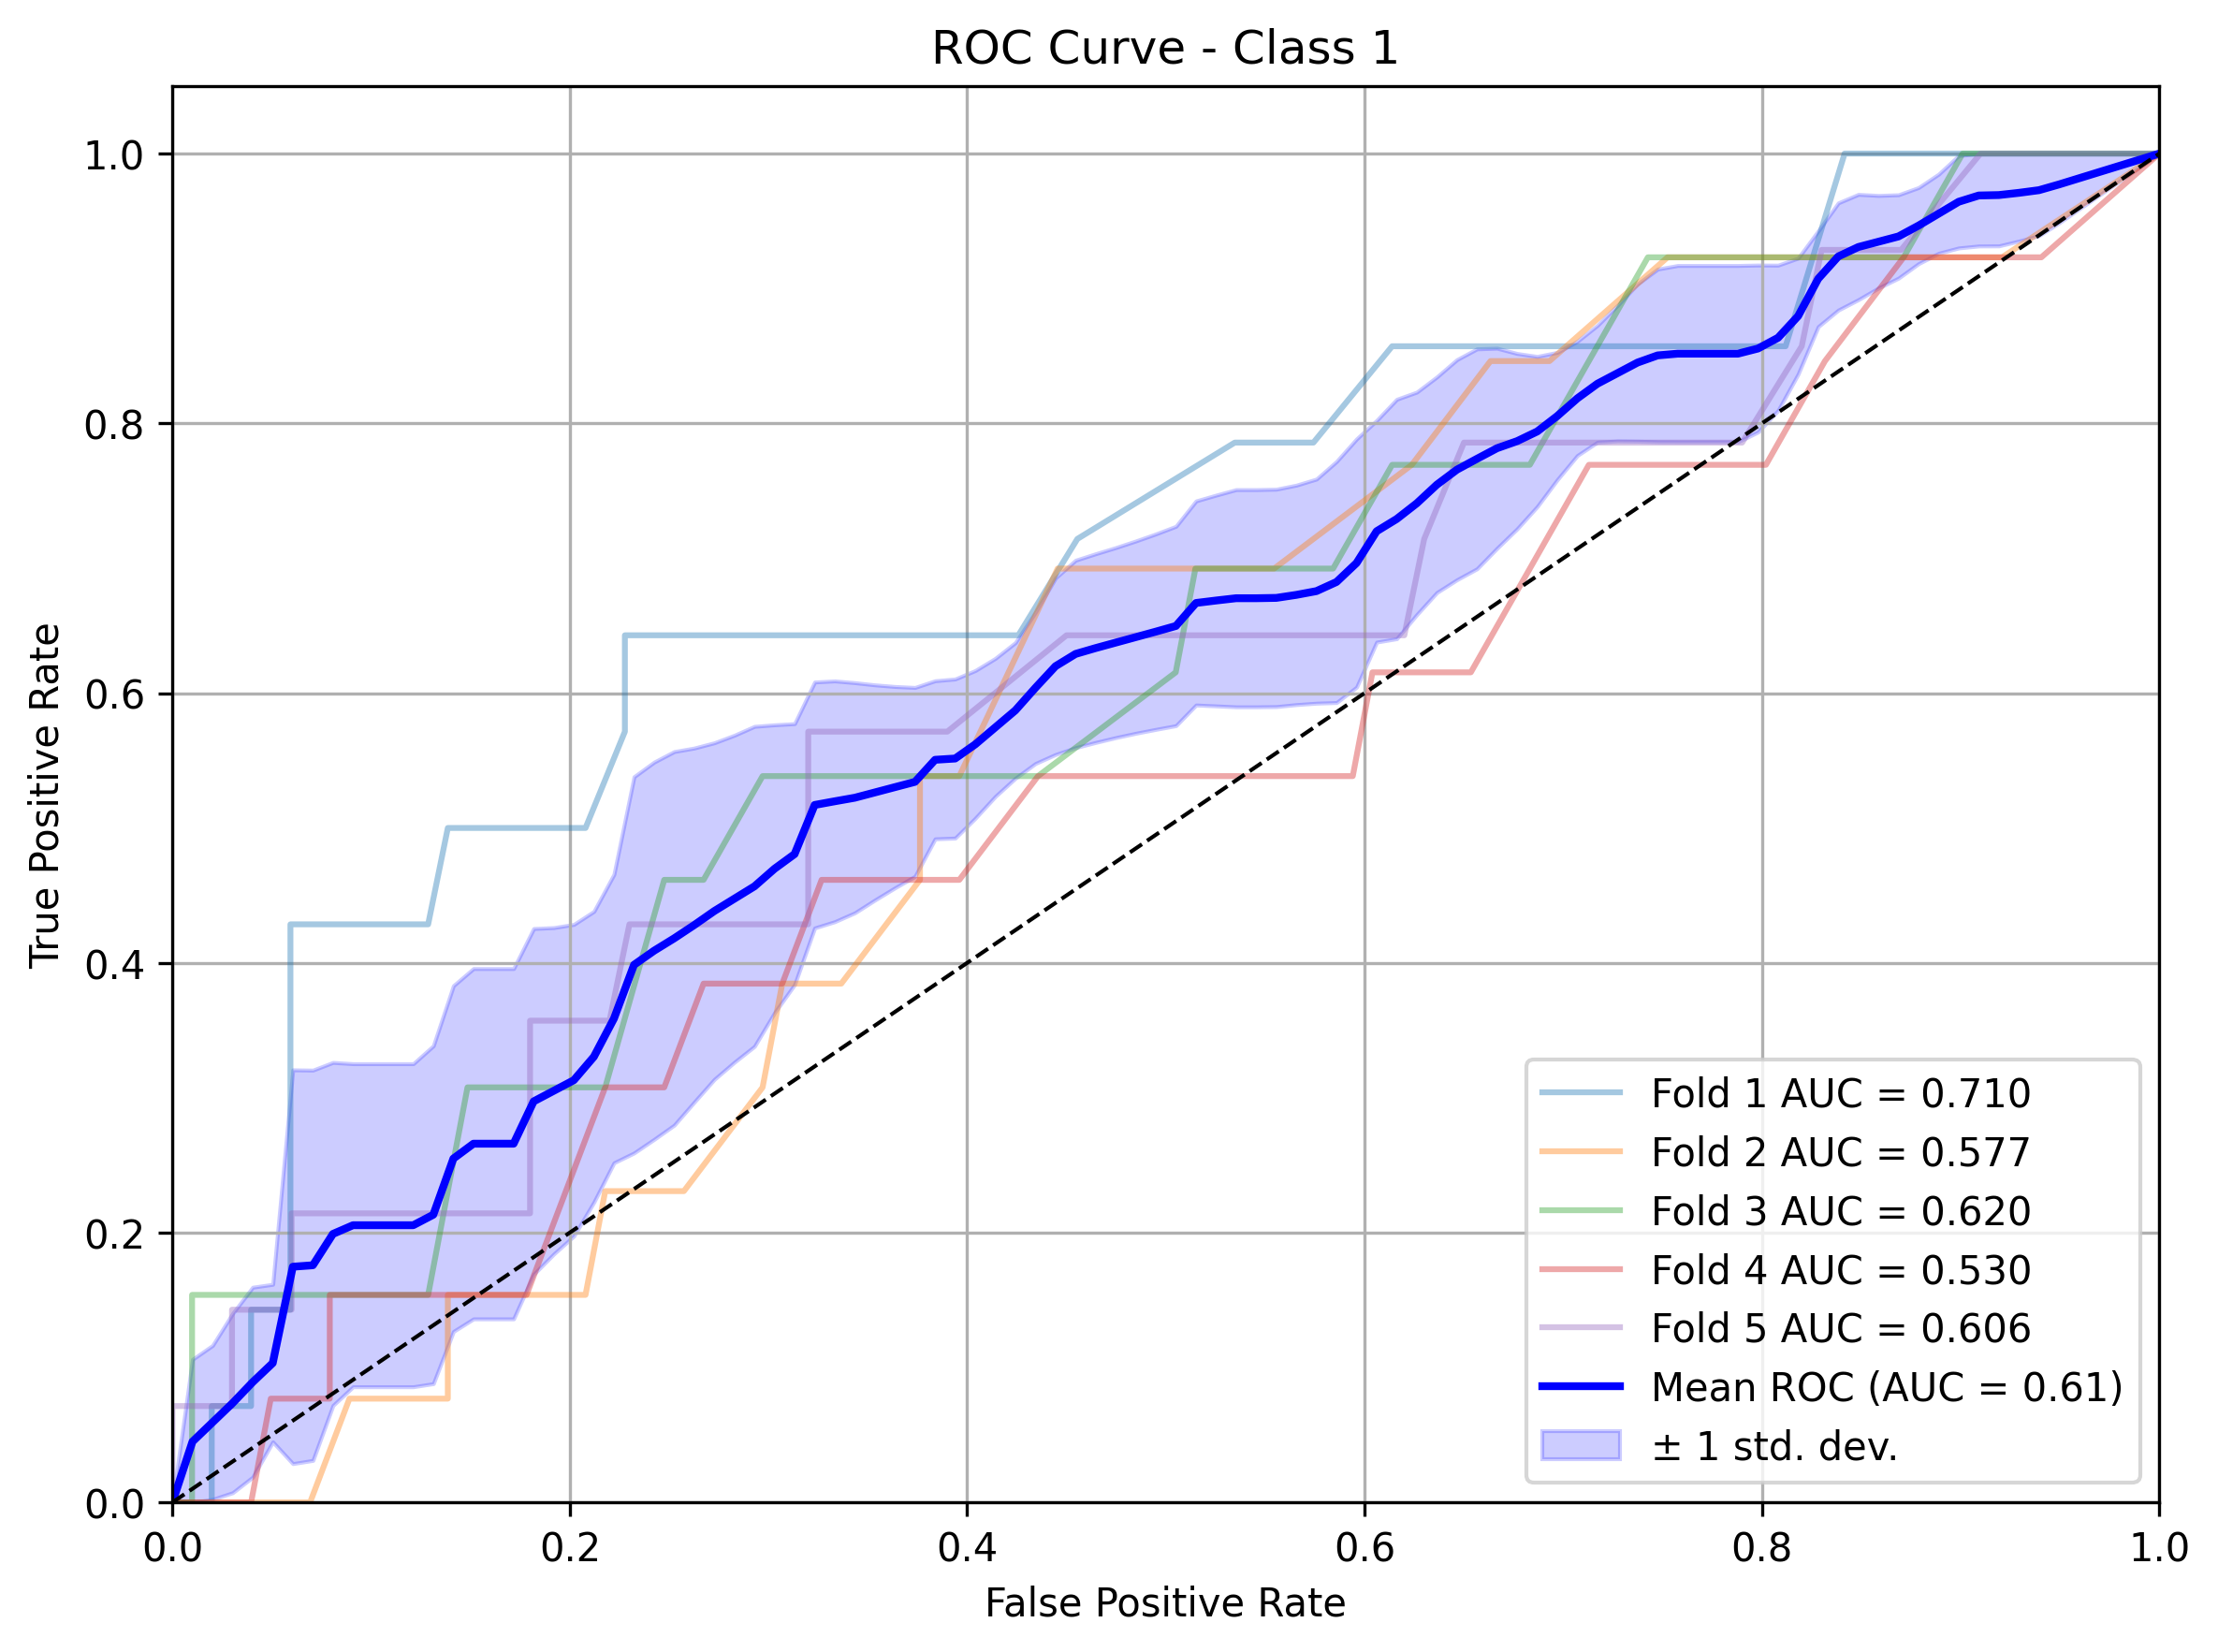 ROC Curve - Class 1
True Positive Rate
1.0
0.8
0.6
0.4
0.2
0.0
0.0 0.2 0.4 0.6 0.8 1.0
False Positive Rate
Fold 1 AUC = 0.710
Fold 2 AUC = 0.577
Fold 3 AUC = 0.620
Fold 4 AUC = 0.530
Fold 5 AUC = 0.606
Mean ROC (AUC = 0.61)
± 1 std. dev.